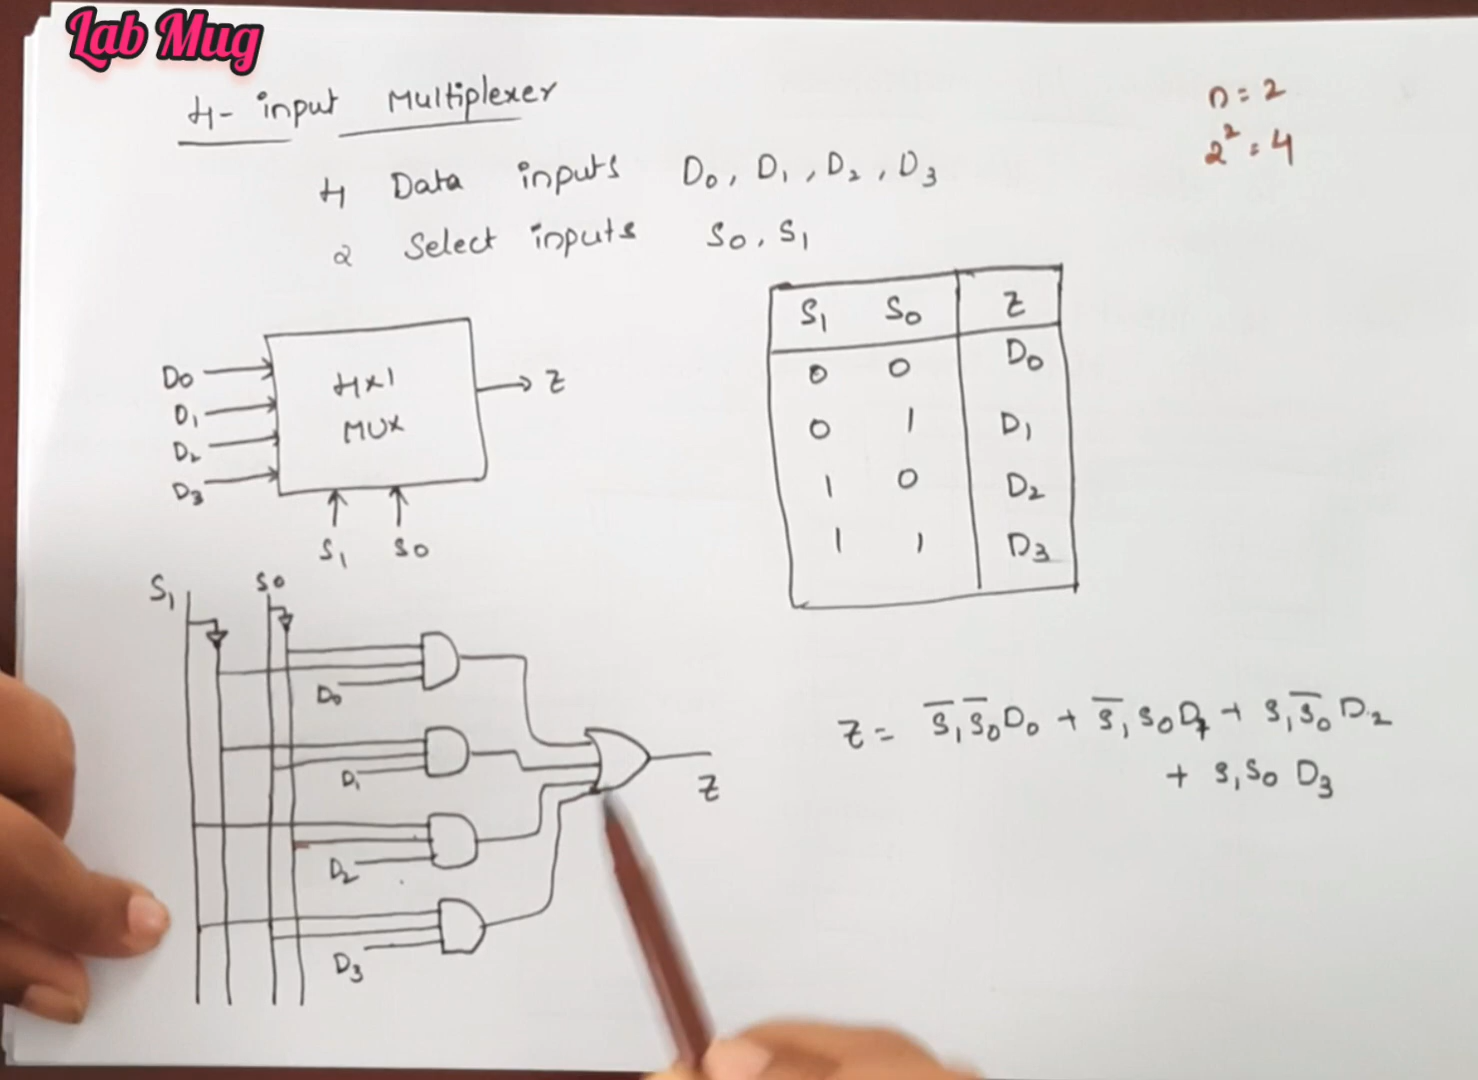 Lab Mug
4- input Multiplexer
n = 2
2² = 4
4 Data inputs D₀, D₁, D₂, D₃
2 Select inputs S₀, S₁
D₀
D₁
D₂
D₃
4x1
MUX
Z
S₁ S₀
S₁ S₀ Z
0 0 D₀
0 1 D₁
1 0 D₂
1 1 D₃
S₁ S₀
D₀
D₁
D₂
D₃
Z
Z = S̅₁S̅₀D₀ + S̅₁S₀D₁ + S₁S̅₀D₂
+ S₁S₀ D₃